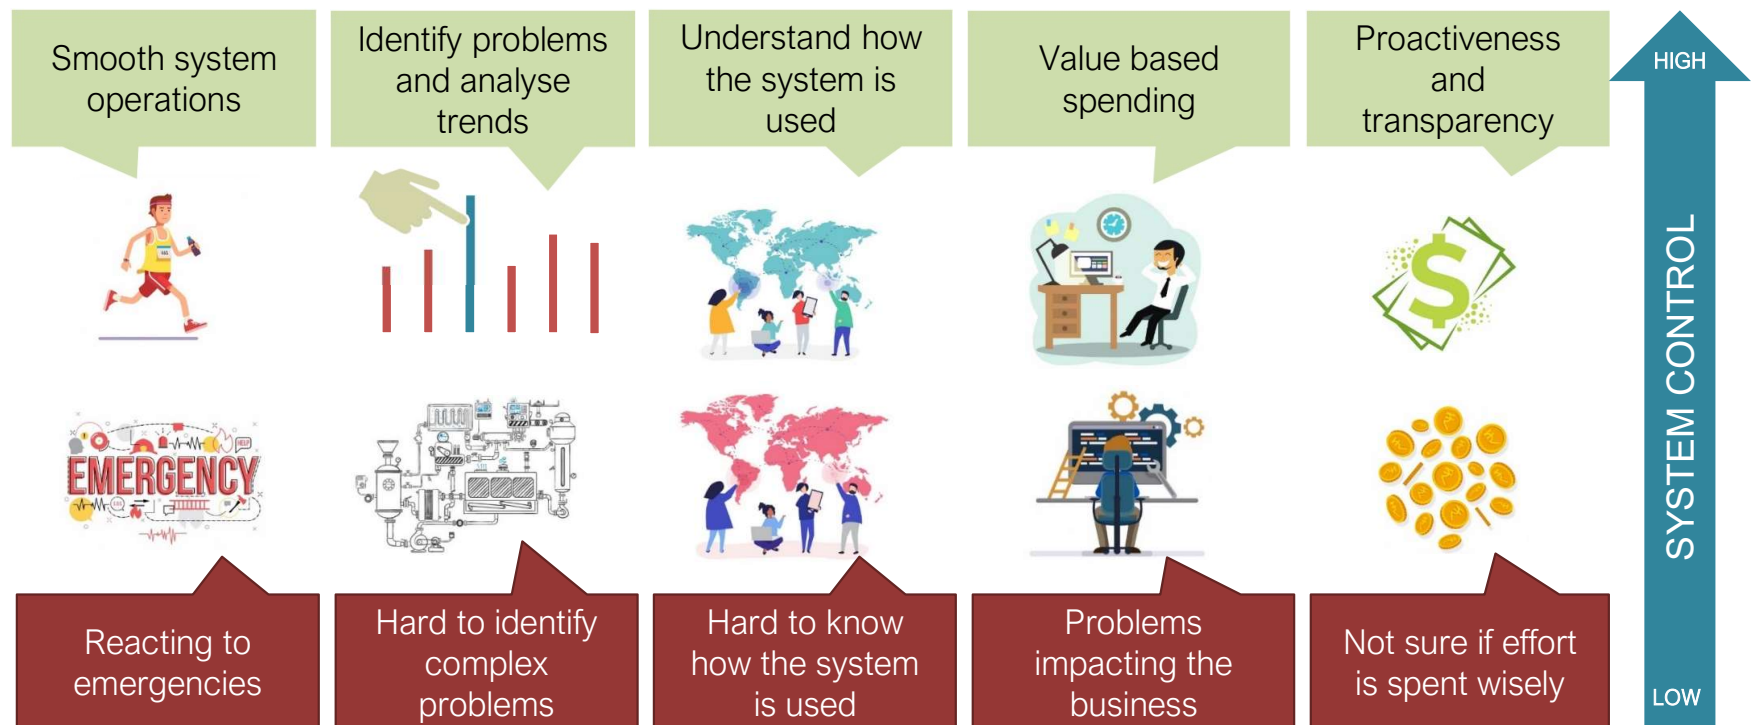 Smooth system
operations
Identify problems
and analyse
trends
Understand how
the system is
used
Value based
spending
Proactiveness
and
transparency
HIGH
SYSTEM CONTROL
LOW
$
HELP
EMERGENCY
Reacting to
emergencies
Hard to identify
complex
problems
Hard to know
how the system
is used
Problems
impacting the
business
Not sure if effort
is spent wisely